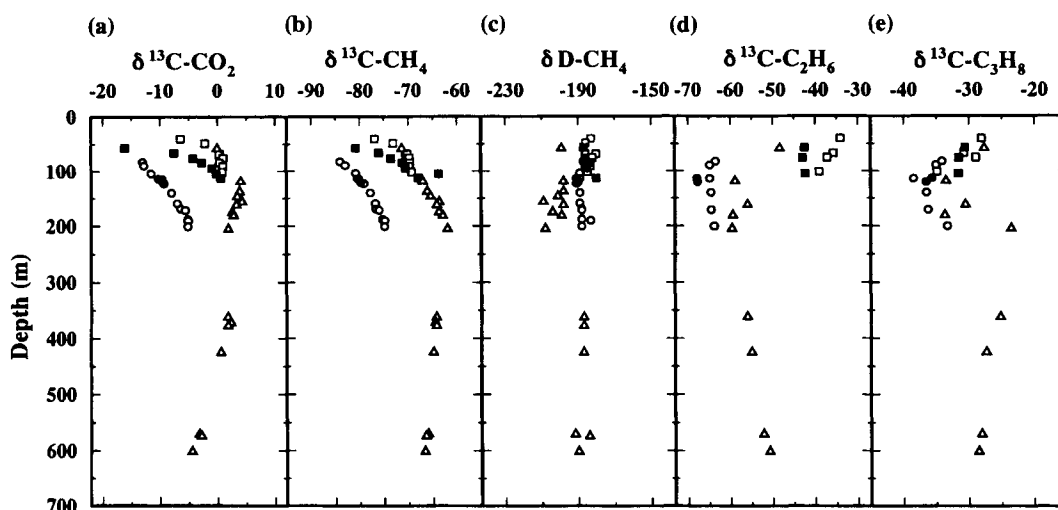 (a) (b) (c) (d) (e)
δ ¹³C-CO₂ δ ¹³C-CH₄ δ D-CH₄ δ ¹³C-C₂H₆ δ ¹³C-C₃H₈
-20 -10 0 10 -90 -80 -70 -60 -230 -190 -150 -70 -60 -50 -40 -30 -40 -30 -20
0
100
200
300
400
500
600
700
Depth (m)